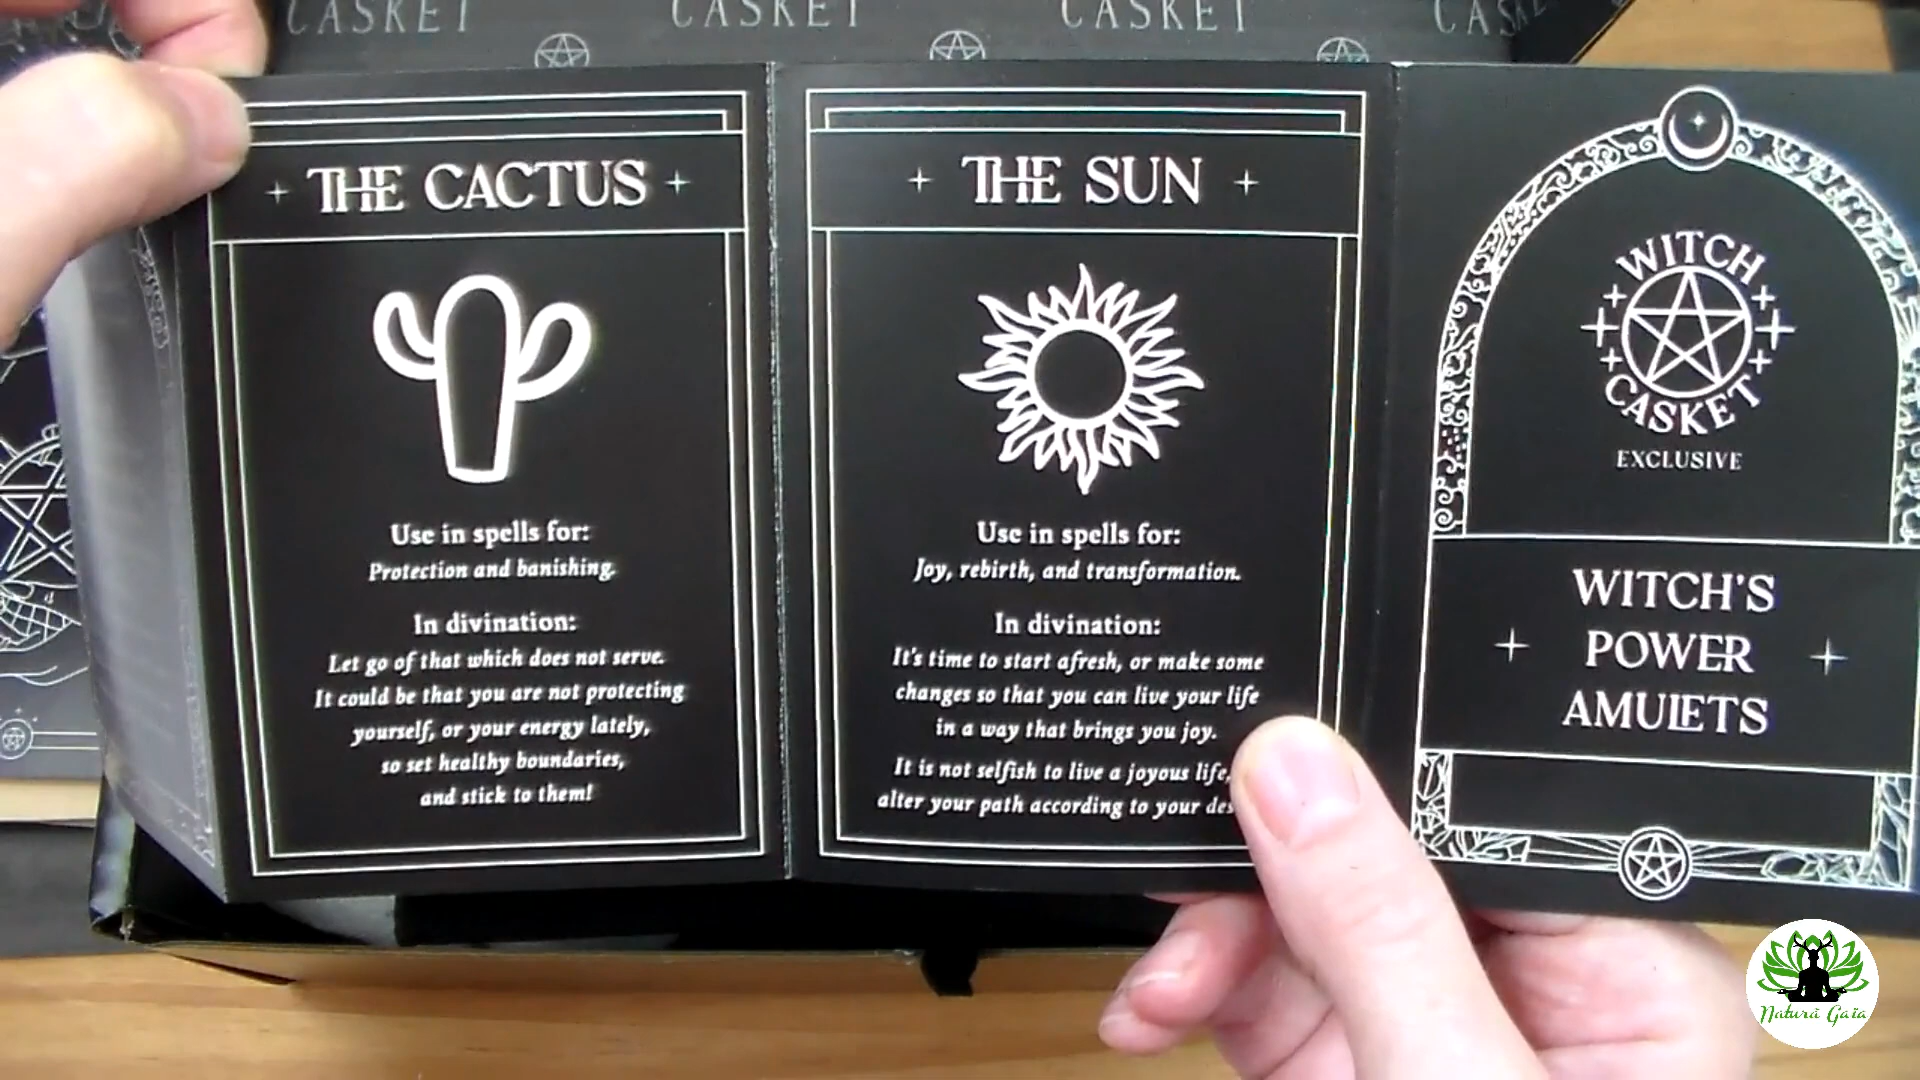 CASKET
CASKET
CASKET
THE CACTUS
Use in spells for:
Protection and banishing.
In divination:
Let go of that which does not serve.
It could be that you are not protecting
yourself, or your energy lately,
so set healthy boundaries,
and stick to them!
THE SUN
Use in spells for:
Joy, rebirth, and transformation.
In divination:
It's time to start afresh, or make some
changes so that you can live your life
in a way that brings you joy.
It is not selfish to live a joyous life,
alter your path according to your
WITCH
CASKET
EXCLUSIVE
WITCH'S
POWER
AMULETS
Natură Gaia